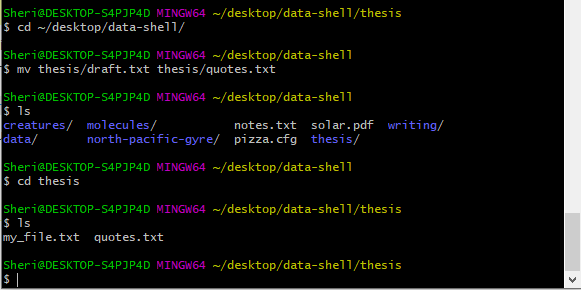 Sheri@DESKTOP-S4PJP4D MINGW64 ~/desktop/data-shell/thesis
$ cd ~/desktop/data-shell/
Sheri@DESKTOP-S4PJP4D MINGW64 ~/desktop/data-shell
$ mv thesis/draft.txt thesis/quotes.txt
Sheri@DESKTOP-S4PJP4D MINGW64 ~/desktop/data-shell
$ ls
creatures/  molecules/           notes.txt  solar.pdf  writing/
data/       north-pacific-gyre/  pizza.cfg  thesis/
Sheri@DESKTOP-S4PJP4D MINGW64 ~/desktop/data-shell
$ cd thesis
Sheri@DESKTOP-S4PJP4D MINGW64 ~/desktop/data-shell/thesis
$ ls
my_file.txt  quotes.txt
Sheri@DESKTOP-S4PJP4D MINGW64 ~/desktop/data-shell/thesis
$